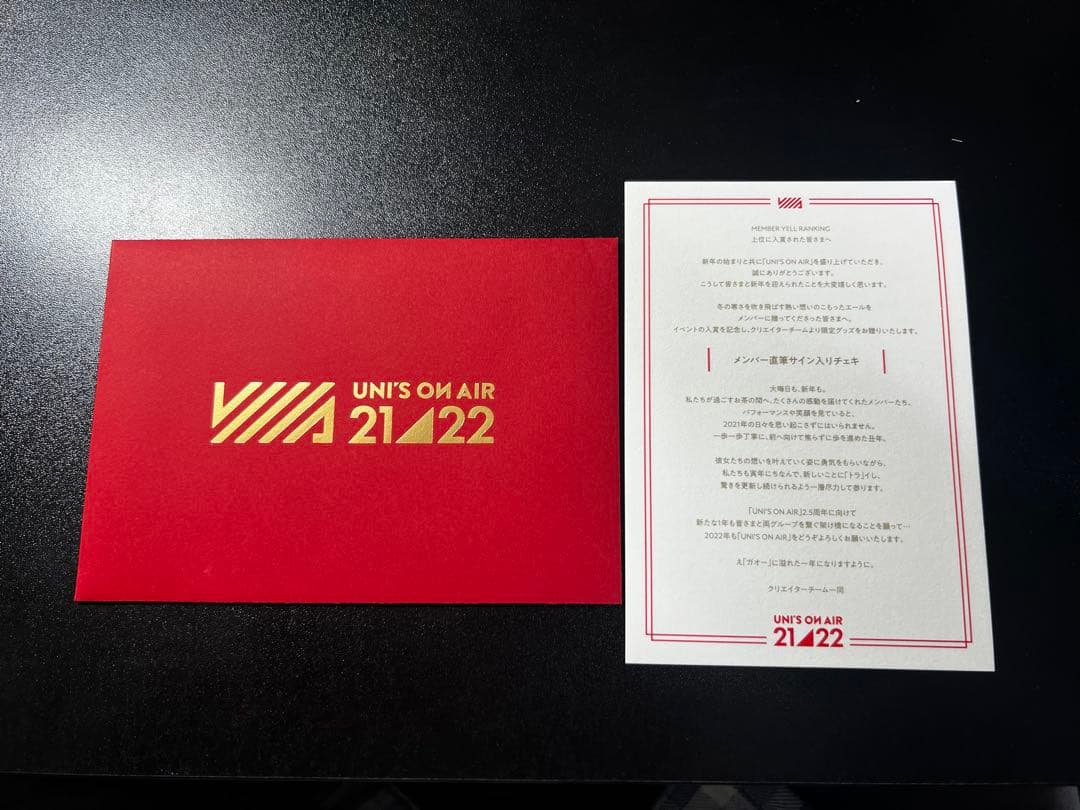 UNI'S ON AIR
21 22
MEMBER YELL RANKING
上位に入賞された皆さまへ
新年の始まりと共に「UNI'S ON AIR」を盛り上げていただき、
誠にありがとうございます。
こうして皆さまと新年を迎えられたことを大変嬉しく思います。
冬の寒さを吹き飛ばす熱い想いのこもったエールを
メンバーに贈ってくださった皆さまへ。
イベントの入賞を記念し、クリエイターチームより限定グッズをお贈りいたします。
メンバー直筆サイン入りチェキ
大晦日も、新年も。
私たちが過ごすお茶の間へ、たくさんの感動を届けてくれたメンバーたち。
パフォーマンスや笑顔を見ていると、
2021年の日々を思い起こさずにはいられません。
一歩一歩丁寧に、前へ向けて焦らずに歩を進めた丑年。
彼女たちの想いを叶えていく姿に勇気をもらいながら、
私たちも寅年にちなんで、新しいことに「トラ」イし、
驚きを更新し続けられるよう一層尽力して参ります。
「UNI'S ON AIR」2.5周年に向けて
新たな1年も皆さまと両グループを繋ぐ架け橋になることを願って…
2022年も「UNI'S ON AIR」をどうぞよろしくお願いいたします。
え「ガオー」に溢れた一年になりますように。
クリエイターチーム一同
UNI'S ON AIR
21 22